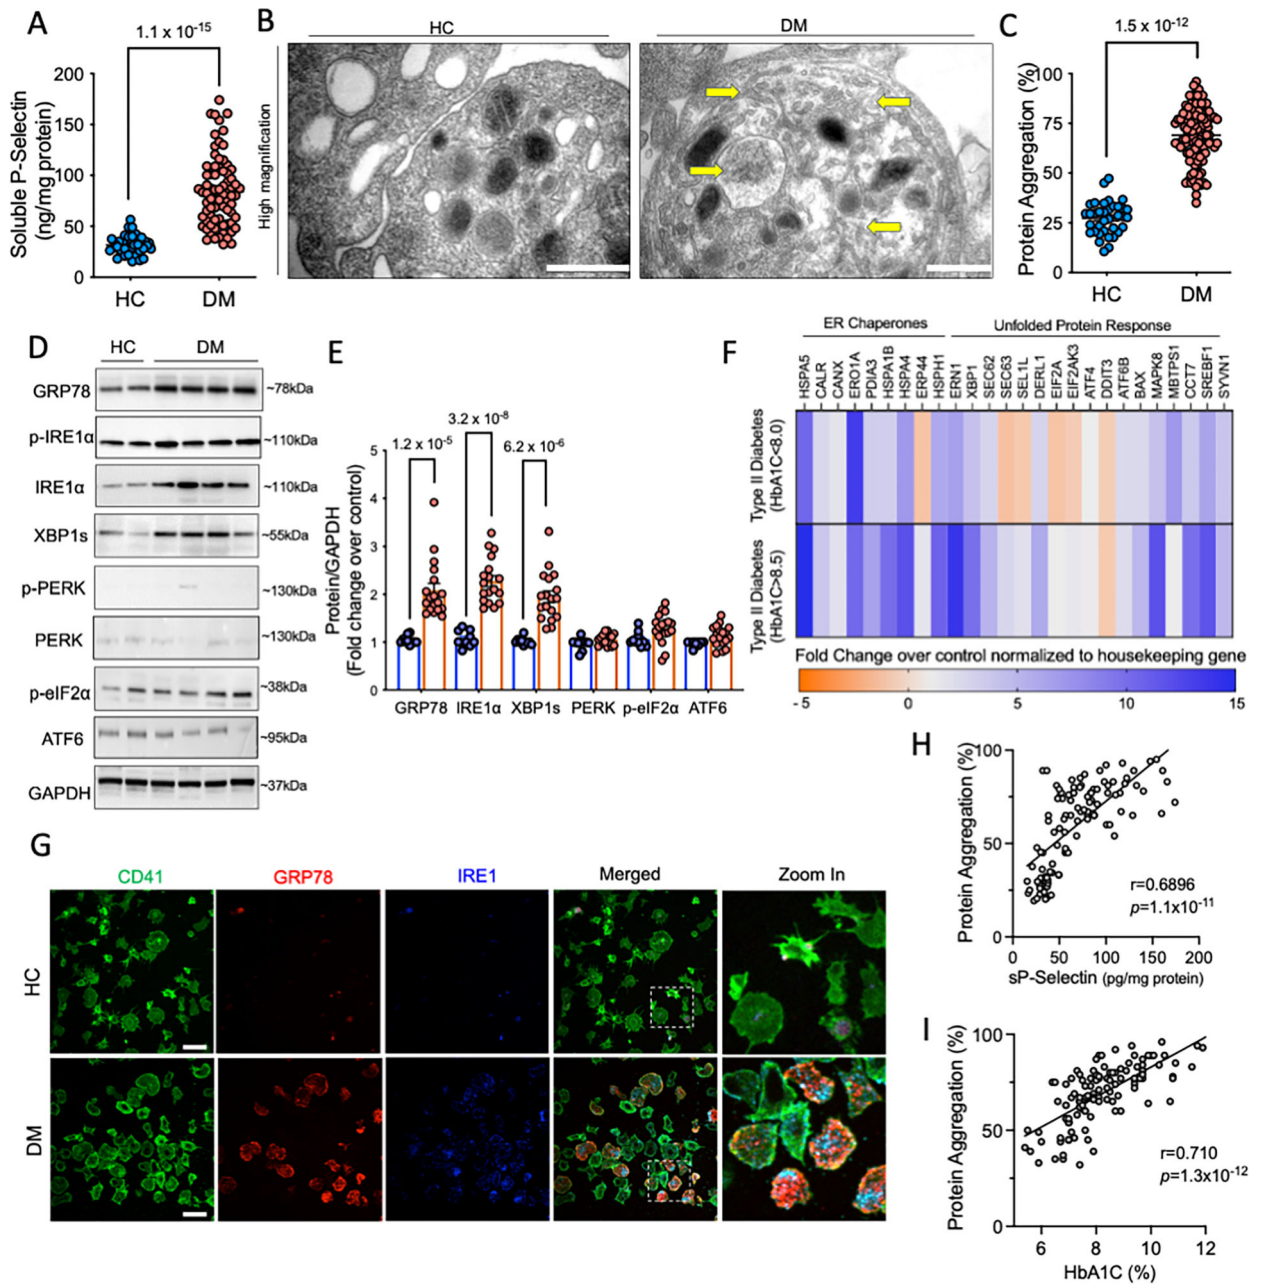 A
1.1 x 10-15
Soluble P-Selectin
(ng/mg protein)
200
150
100
50
0
HC
DM
B
HC
DM
High magnification
C
1.5 x 10-12
Protein Aggregation (%)
100
75
50
25
0
HC
DM
D
HC
DM
GRP78
~78kDa
p-IRE1α
~110kDa
IRE1α
~110kDa
XBP1s
~55kDa
p-PERK
~130kDa
PERK
~130kDa
p-eIF2α
~38kDa
ATF6
~95kDa
GAPDH
~37kDa
E
3.2 x 10-8
1.2 x 10-5
6.2 x 10-6
Protein/GAPDH
(Fold change over control)
5
4
3
2
1
0
GRP78
IRE1α
XBP1s
PERK
p-eIF2α
ATF6
F
ER Chaperones
Unfolded Protein Response
HSPA5
CALR
CANX
ERO1A
PDIA3
HSPA1B
HSPA4
ERP44
HSPH1
ERN1
XBP1
SEC62
SEC63
SEL1L
DERL1
EIF2A
EIF2AK3
ATF4
DDIT3
ATF6B
BAX
MAPK8
MBTPS1
CCT7
SREBF1
SYVN1
Type II Diabetes
(HbA1C<8.0)
Type II Diabetes
(HbA1C>8.5)
Fold Change over control normalized to housekeeping gene
-5
0
5
10
15
G
CD41
GRP78
IRE1
Merged
Zoom In
HC
DM
H
Protein Aggregation (%)
100
50
0
r=0.6896
p=1.1x10-11
0
50
100
150
200
sP-Selectin (pg/mg protein)
I
Protein Aggregation (%)
100
50
0
r=0.710
p=1.3x10-12
6
8
10
12
HbA1C (%)